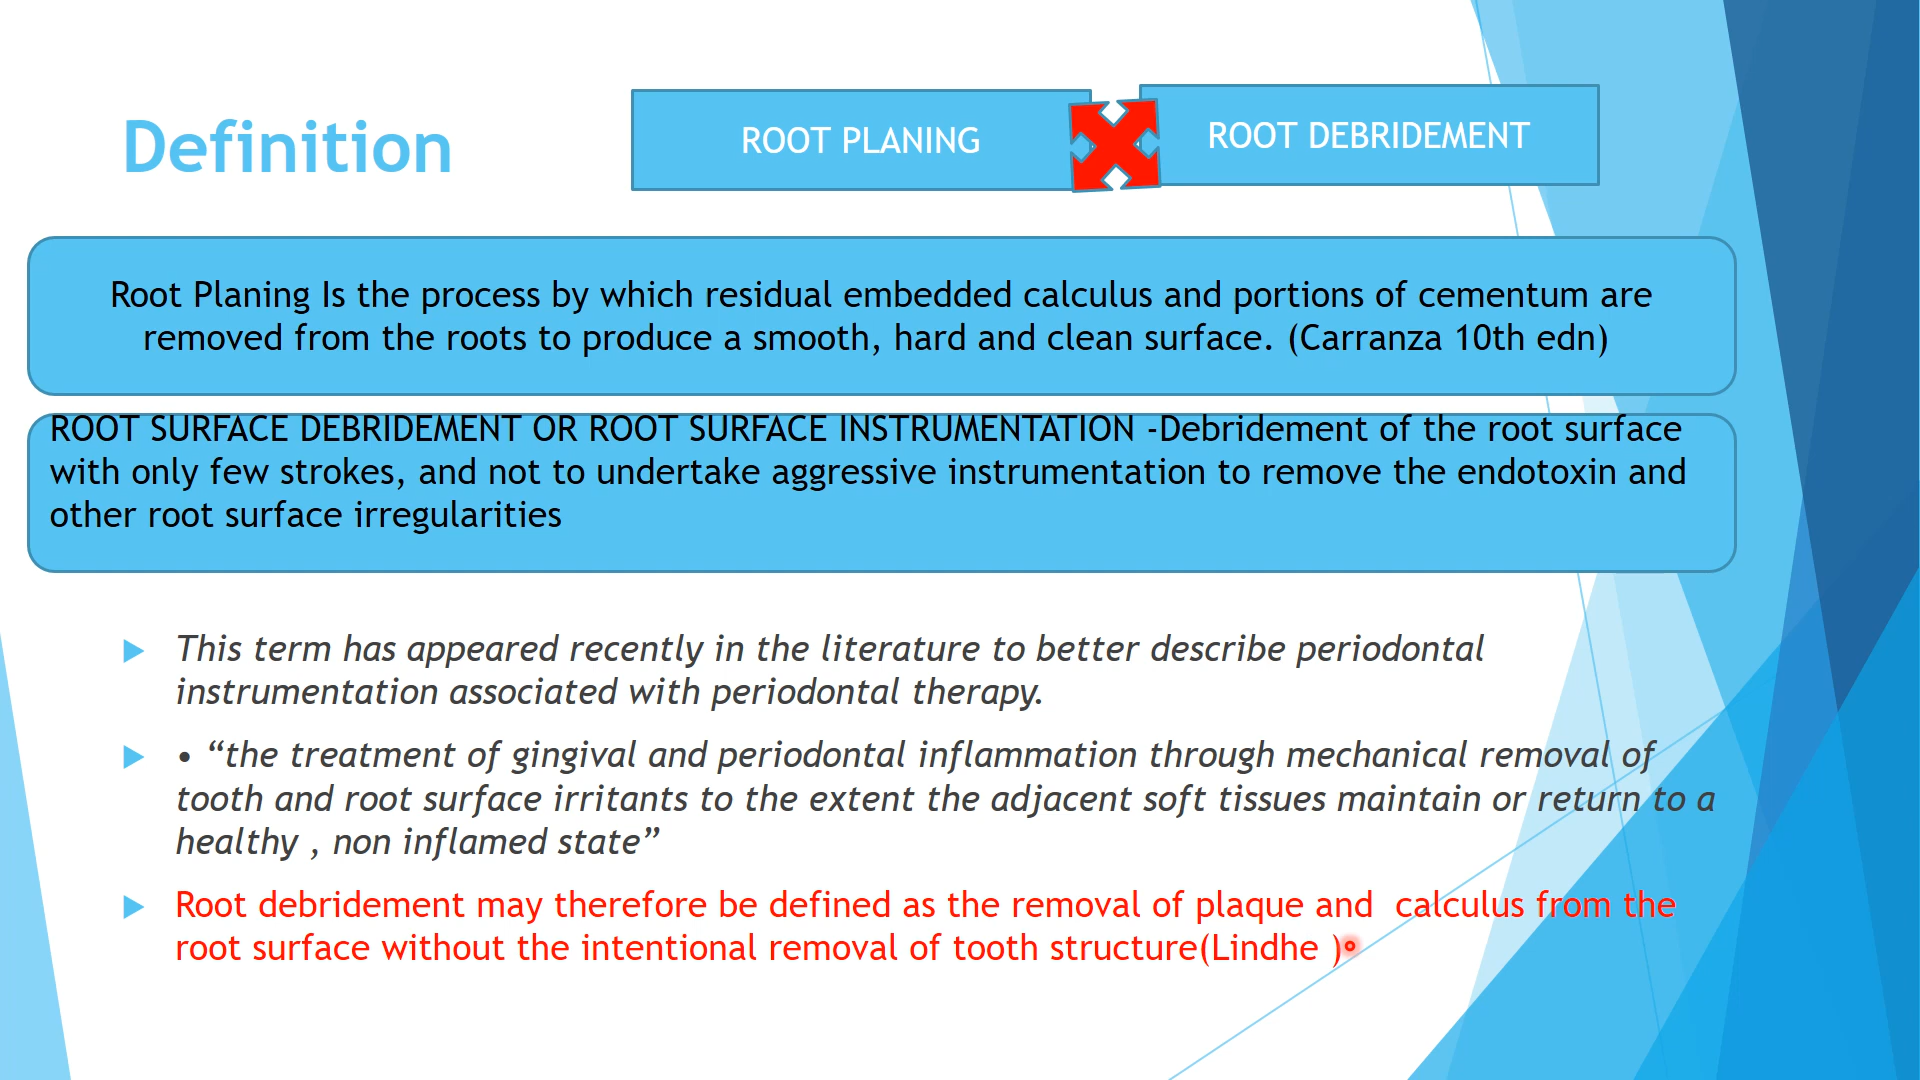 Definition
ROOT PLANING
ROOT DEBRIDEMENT
Root Planing Is the process by which residual embedded calculus and portions of cementum are
removed from the roots to produce a smooth, hard and clean surface. (Carranza 10th edn)
ROOT SURFACE DEBRIDEMENT OR ROOT SURFACE INSTRUMENTATION -Debridement of the root surface
with only few strokes, and not to undertake aggressive instrumentation to remove the endotoxin and
other root surface irregularities
This term has appeared recently in the literature to better describe periodontal
instrumentation associated with periodontal therapy.
• “the treatment of gingival and periodontal inflammation through mechanical removal of
tooth and root surface irritants to the extent the adjacent soft tissues maintain or return to a
healthy , non inflamed state”
Root debridement may therefore be defined as the removal of plaque and  calculus from the
root surface without the intentional removal of tooth structure(Lindhe )